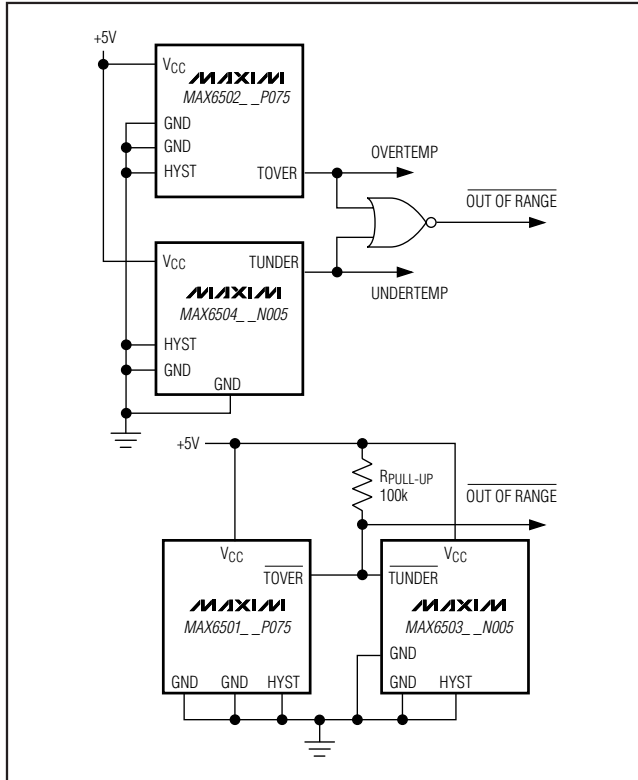 +5V
VCC
MAXIM
MAX6502_ _P075
GND
GND
HYST
TOVER
OVERTEMP
OUT OF RANGE
VCC
TUNDER
MAXIM
MAX6504_ _N005
UNDERTEMP
HYST
GND
GND
+5V
RPULL-UP
100k
OUT OF RANGE
VCC
TOVER
MAXIM
MAX6501_ _P075
GND GND HYST
VCC
TUNDER
MAXIM
MAX6503_ _N005
GND
GND HYST